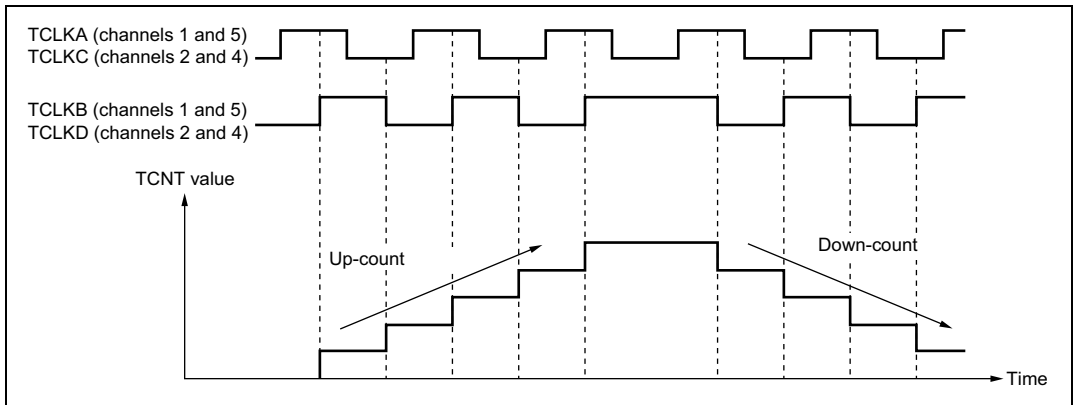 TCLKA (channels 1 and 5)
TCLKC (channels 2 and 4)
TCLKB (channels 1 and 5)
TCLKD (channels 2 and 4)
TCNT value
Up-count
Down-count
Time